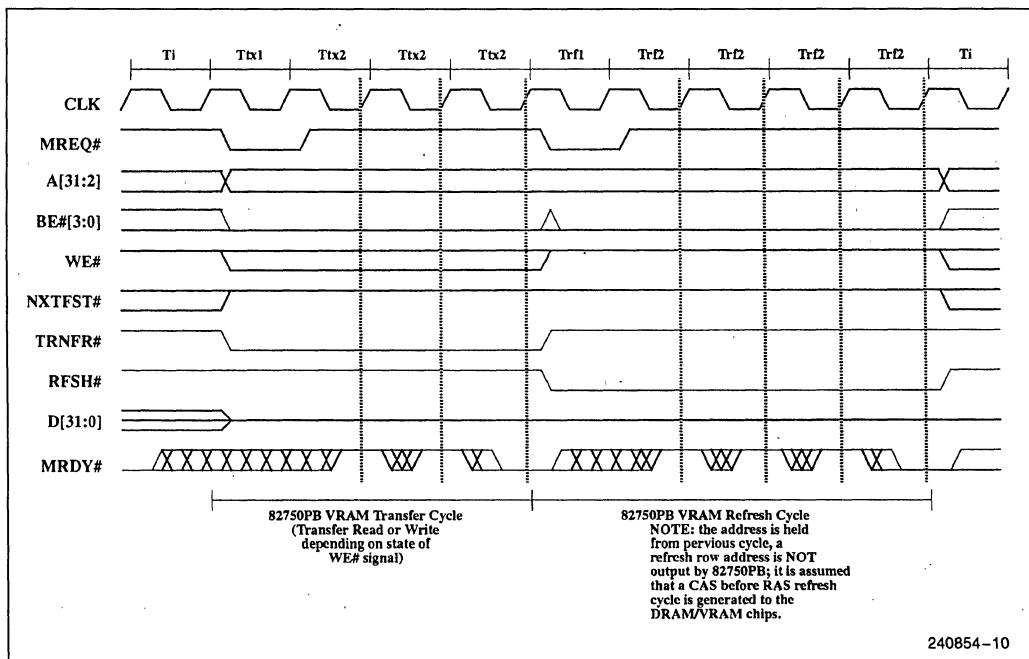 Ti Ttx1 Ttx2 Ttx2 Ttx2 Trf1 Trf2 Trf2 Trf2 Trf2 Ti
CLK
MREQ#
A[31:2]
BE#[3:0]
WE#
NXTFST#
TRNFR#
RFSH#
D[31:0]
MRDY#
82750PB VRAM Transfer Cycle
(Transfer Read or Write
depending on state of
WE# signal)
82750PB VRAM Refresh Cycle
NOTE: the address is held
from pervious cycle, a
refresh row address is NOT
output by 82750PB; it is assumed
that a CAS before RAS refresh
cycle is generated to the
DRAM/VRAM chips.
240854-10